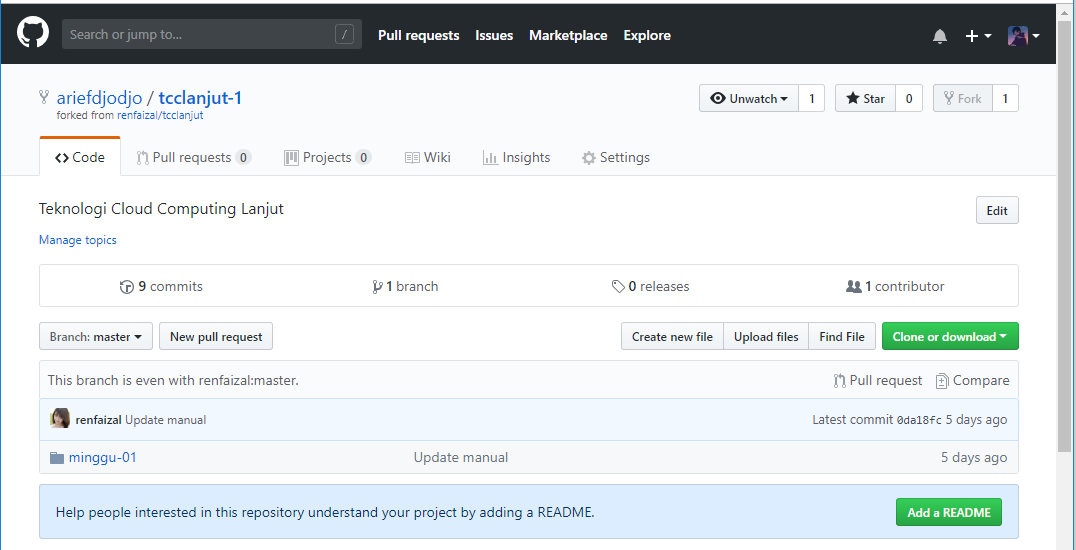 Search or jump to... / Pull requests Issues Marketplace Explore
ariefdjodjo / tcclanjut-1 Unwatch 1 Star 0 Fork 1
forked from renfaizal/tcclanjut
Code Pull requests 0 Projects 0 Wiki Insights Settings
Teknologi Cloud Computing Lanjut Edit
Manage topics
9 commits 1 branch 0 releases 1 contributor
Branch: master New pull request Create new file Upload files Find File Clone or download
This branch is even with renfaizal:master. Pull request Compare
renfaizal Update manual Latest commit 0da18fc 5 days ago
minggu-01 Update manual 5 days ago
Help people interested in this repository understand your project by adding a README. Add a README